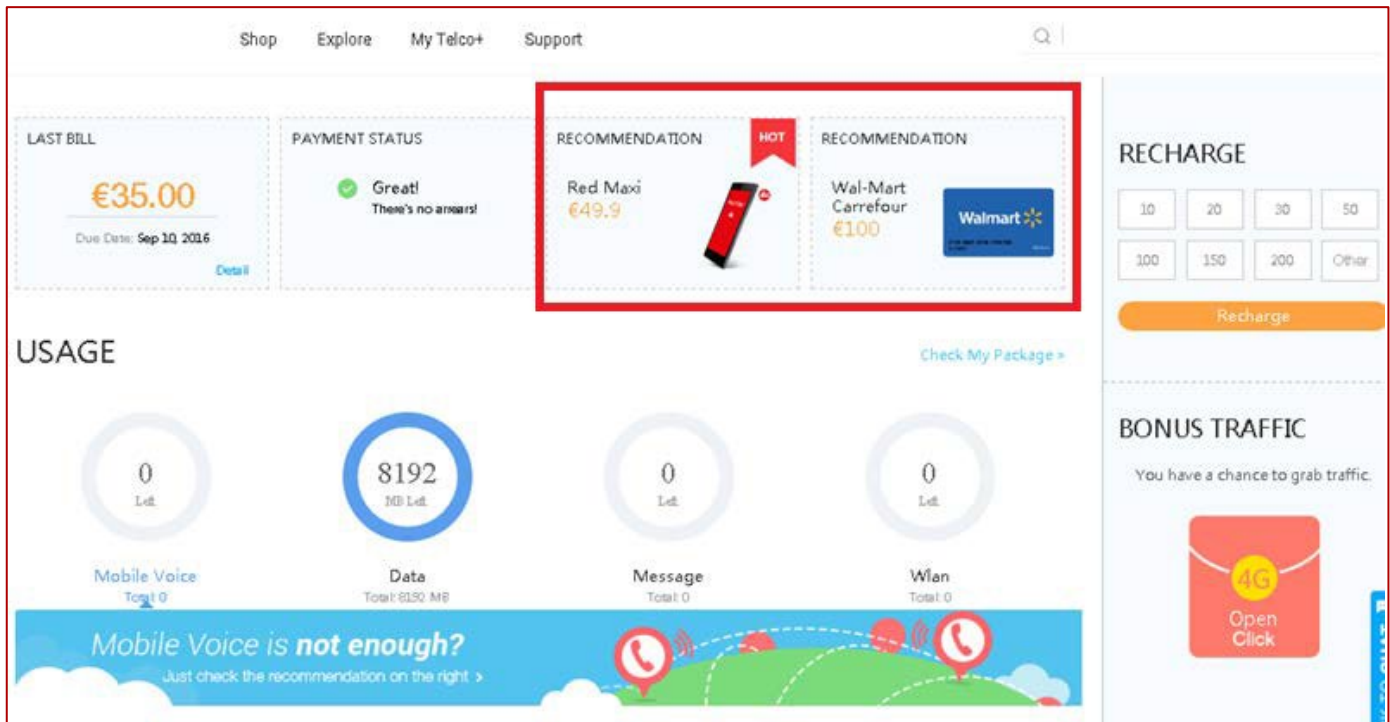 Shop Explore My Telco+ Support
LAST BILL
€35.00
Due Date: Sep 10, 2016
Detail
PAYMENT STATUS
Great!
There's no arrears!
RECOMMENDATION
HOT
Red Maxi
€49.9
4G
RECOMMENDATION
Wal-Mart
Carrefour
€100
Walmart
RECHARGE
10 20 30 50
100 150 200 Other
Recharge
USAGE
Check My Package »
0
Left
8192
MB Left
0
Left
0
Left
Mobile Voice
Total: 0
Data
Total: 8192 MB
Message
Total: 0
Wlan
Total: 0
Mobile Voice is not enough?
Just check the recommendation on the right ›
BONUS TRAFFIC
You have a chance to grab traffic.
4G
Open
Click